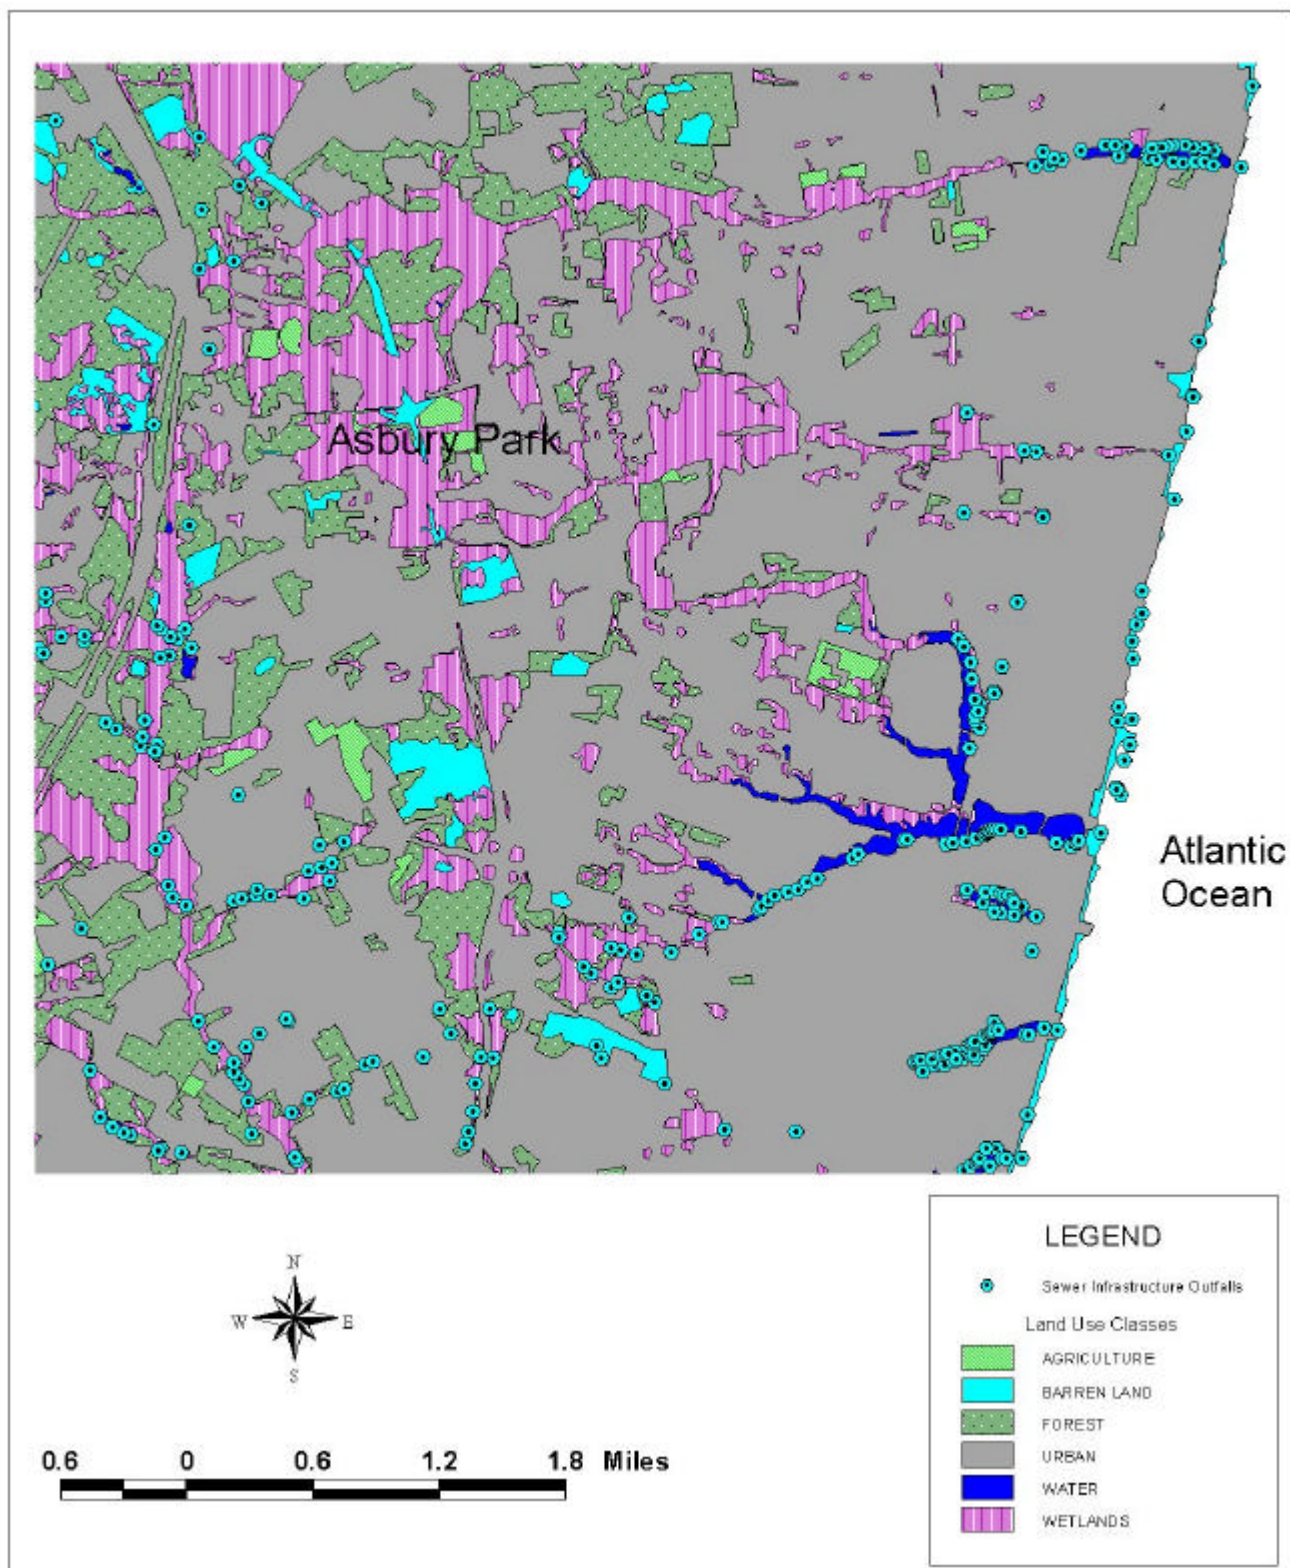 Asbury Park
Atlantic
Ocean
LEGEND
Sewer Infrastructure Outfalls
Land Use Classes
AGRICULTURE
BARREN LAND
FOREST
URBAN
WATER
WETLANDS
N
W E
S
0.6 0 0.6 1.2 1.8 Miles